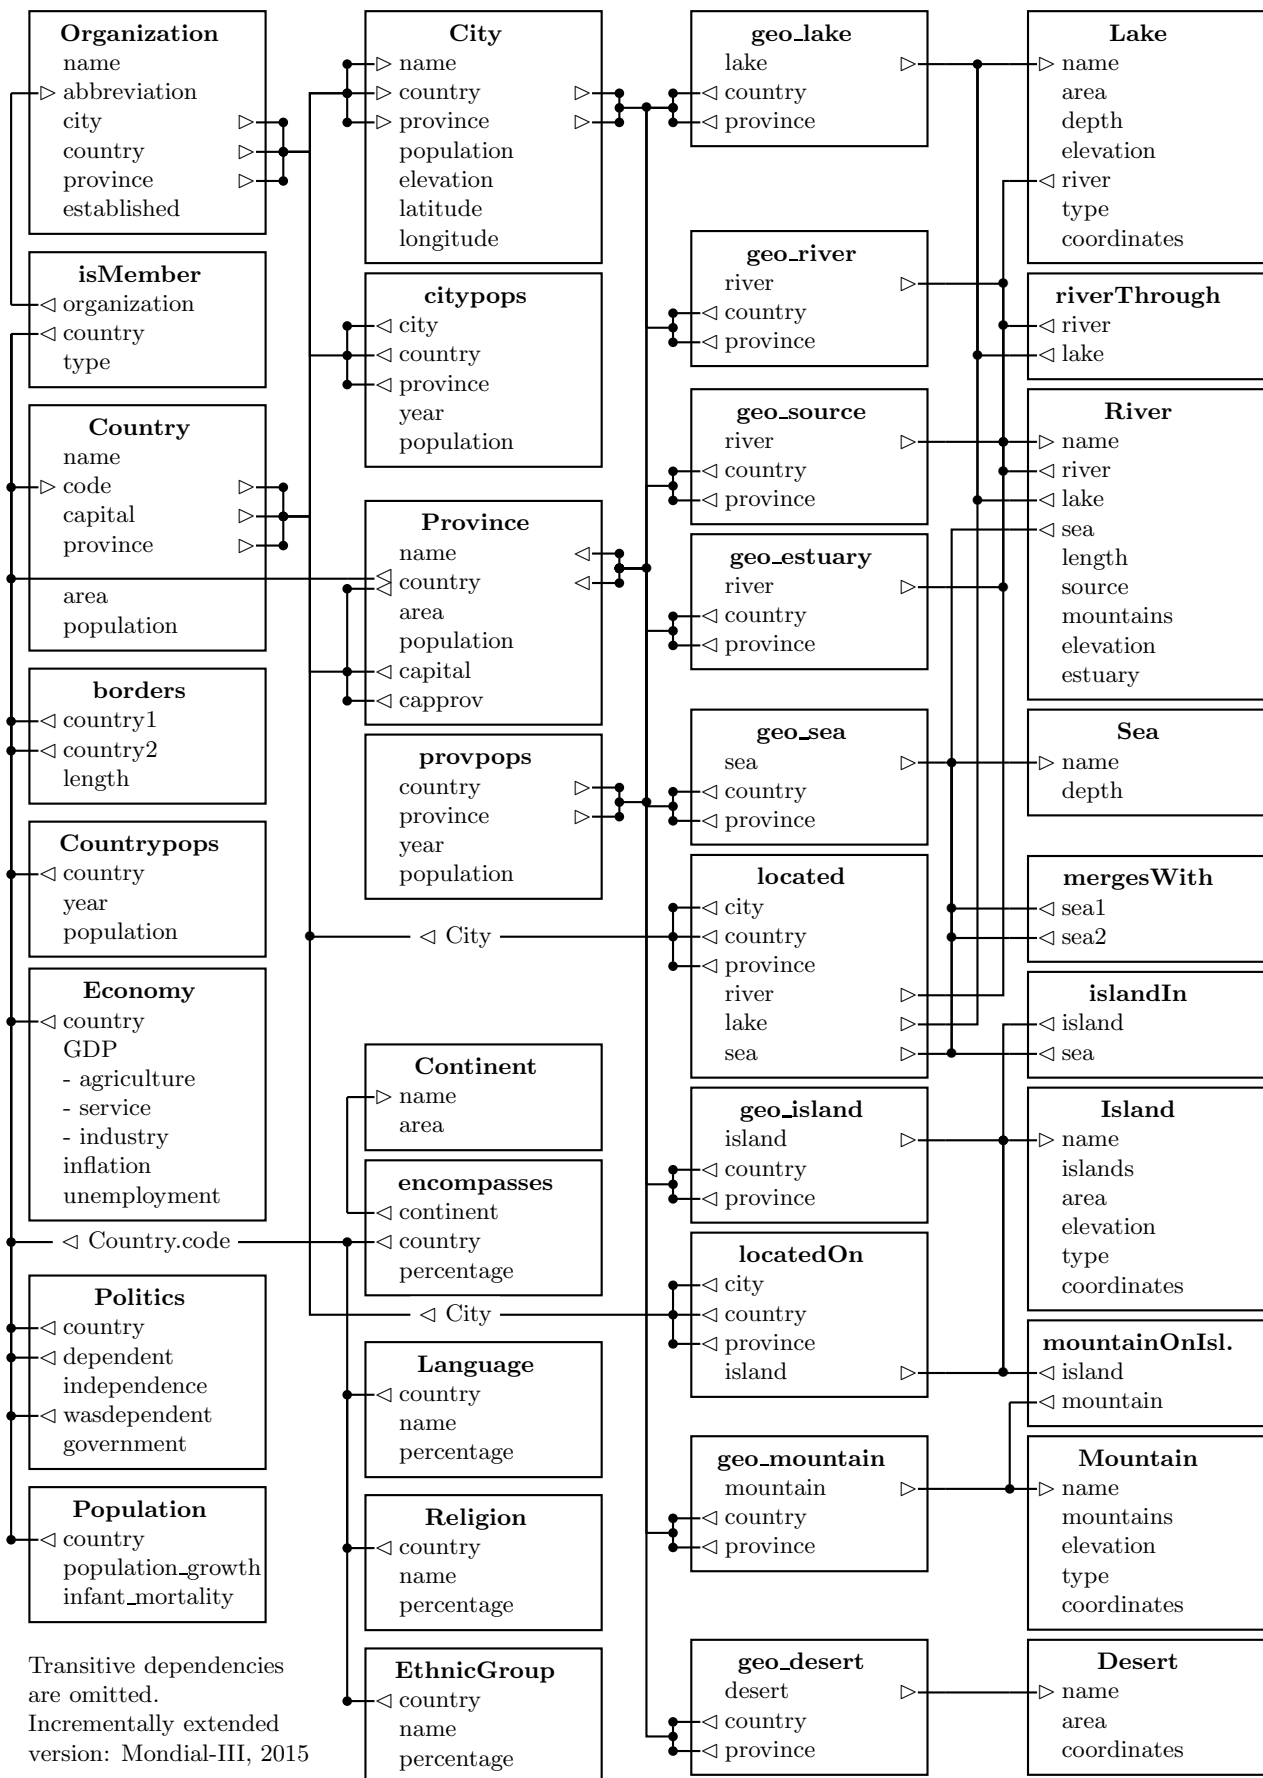 Organization
name
abbreviation
city
country
province
established
isMember
organization
country
type
Country
name
code
capital
province
area
population
borders
country1
country2
length
Countrypops
country
year
population
Economy
country
GDP
- agriculture
- service
- industry
inflation
unemployment
Country.code
Politics
country
dependent
independence
wasdependent
government
Population
country
population_growth
infant_mortality
Transitive dependencies
are omitted.
Incrementally extended
version: Mondial-III, 2015
City
name
country
province
population
elevation
latitude
longitude
citypops
city
country
province
year
population
Province
name
country
area
population
capital
capprov
provpops
country
province
year
population
City
Continent
name
area
encompasses
continent
country
percentage
City
Language
country
name
percentage
Religion
country
name
percentage
EthnicGroup
country
name
percentage
geo_lake
lake
country
province
geo_river
river
country
province
geo_source
river
country
province
geo_estuary
river
country
province
geo_sea
sea
country
province
located
city
country
province
river
lake
sea
geo_island
island
country
province
locatedOn
city
country
province
island
geo_mountain
mountain
country
province
geo_desert
desert
country
province
Lake
name
area
depth
elevation
river
type
coordinates
riverThrough
river
lake
River
name
river
lake
sea
length
source
mountains
elevation
estuary
Sea
name
depth
mergesWith
sea1
sea2
islandIn
island
sea
Island
name
islands
area
elevation
type
coordinates
mountainOnIsl.
island
mountain
Mountain
name
mountains
elevation
type
coordinates
Desert
name
area
coordinates